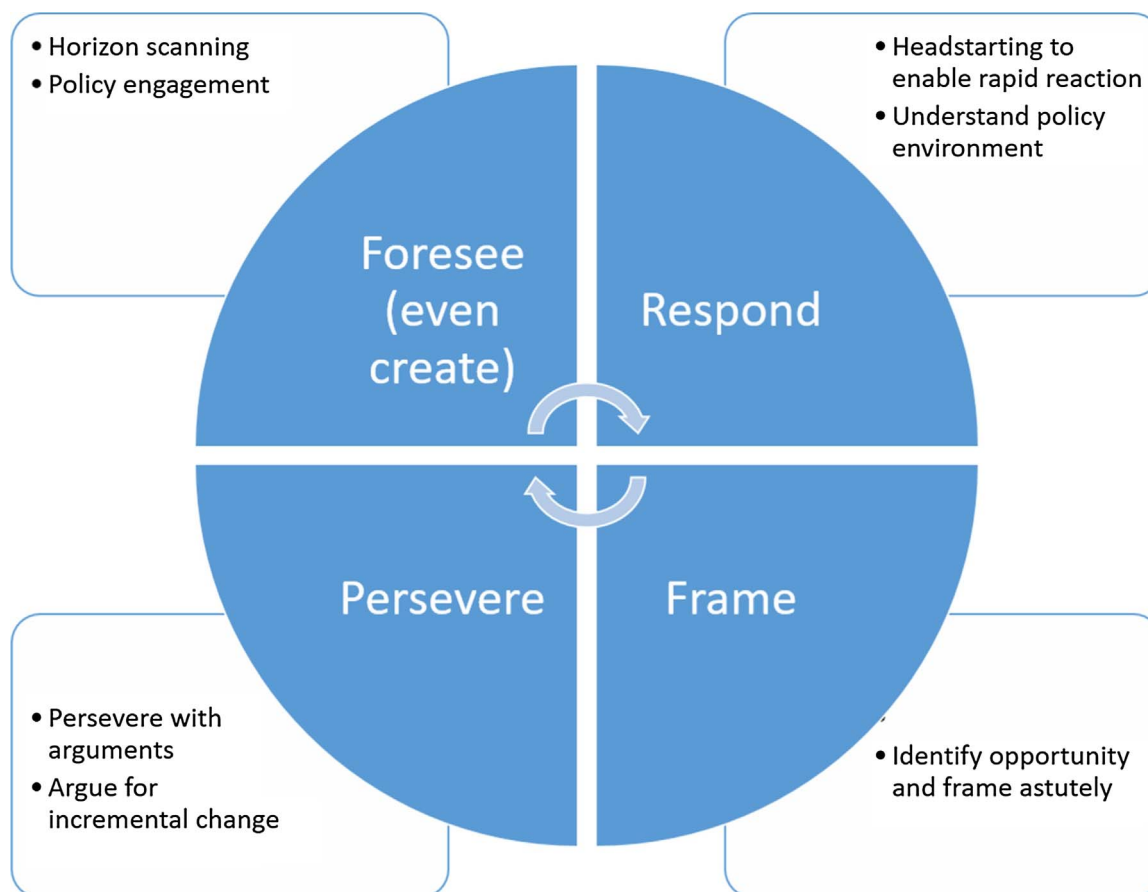 • Horizon scanning
• Policy engagement
• Headstarting to
enable rapid reaction
• Understand policy
environment
Foresee
(even
create)
Respond
Persevere
Frame
• Persevere with
arguments
• Argue for
incremental change
• Identify opportunity
and frame astutely